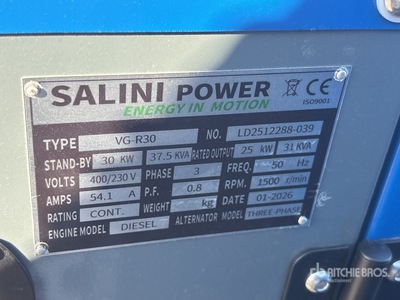 SALINI POWER CE
ENERGY IN MOTION ISO9001
TYPE VG-R30 NO. LD2512288-039
STAND-BY 30 KW 37.5 KVA RATED OUTPUT 25 kW 31 KVA
VOLTS 400/230 V PHASE 3 FREQ. 50 Hz
AMPS 54.1 A P.F. 0.8 RPM. 1500 r/min
RATING CONT. WEIGHT kg DATE 01-2026
ENGINE MODEL DIESEL ALTERNATOR MODEL THREE PHASE
RITCHIE BROS.